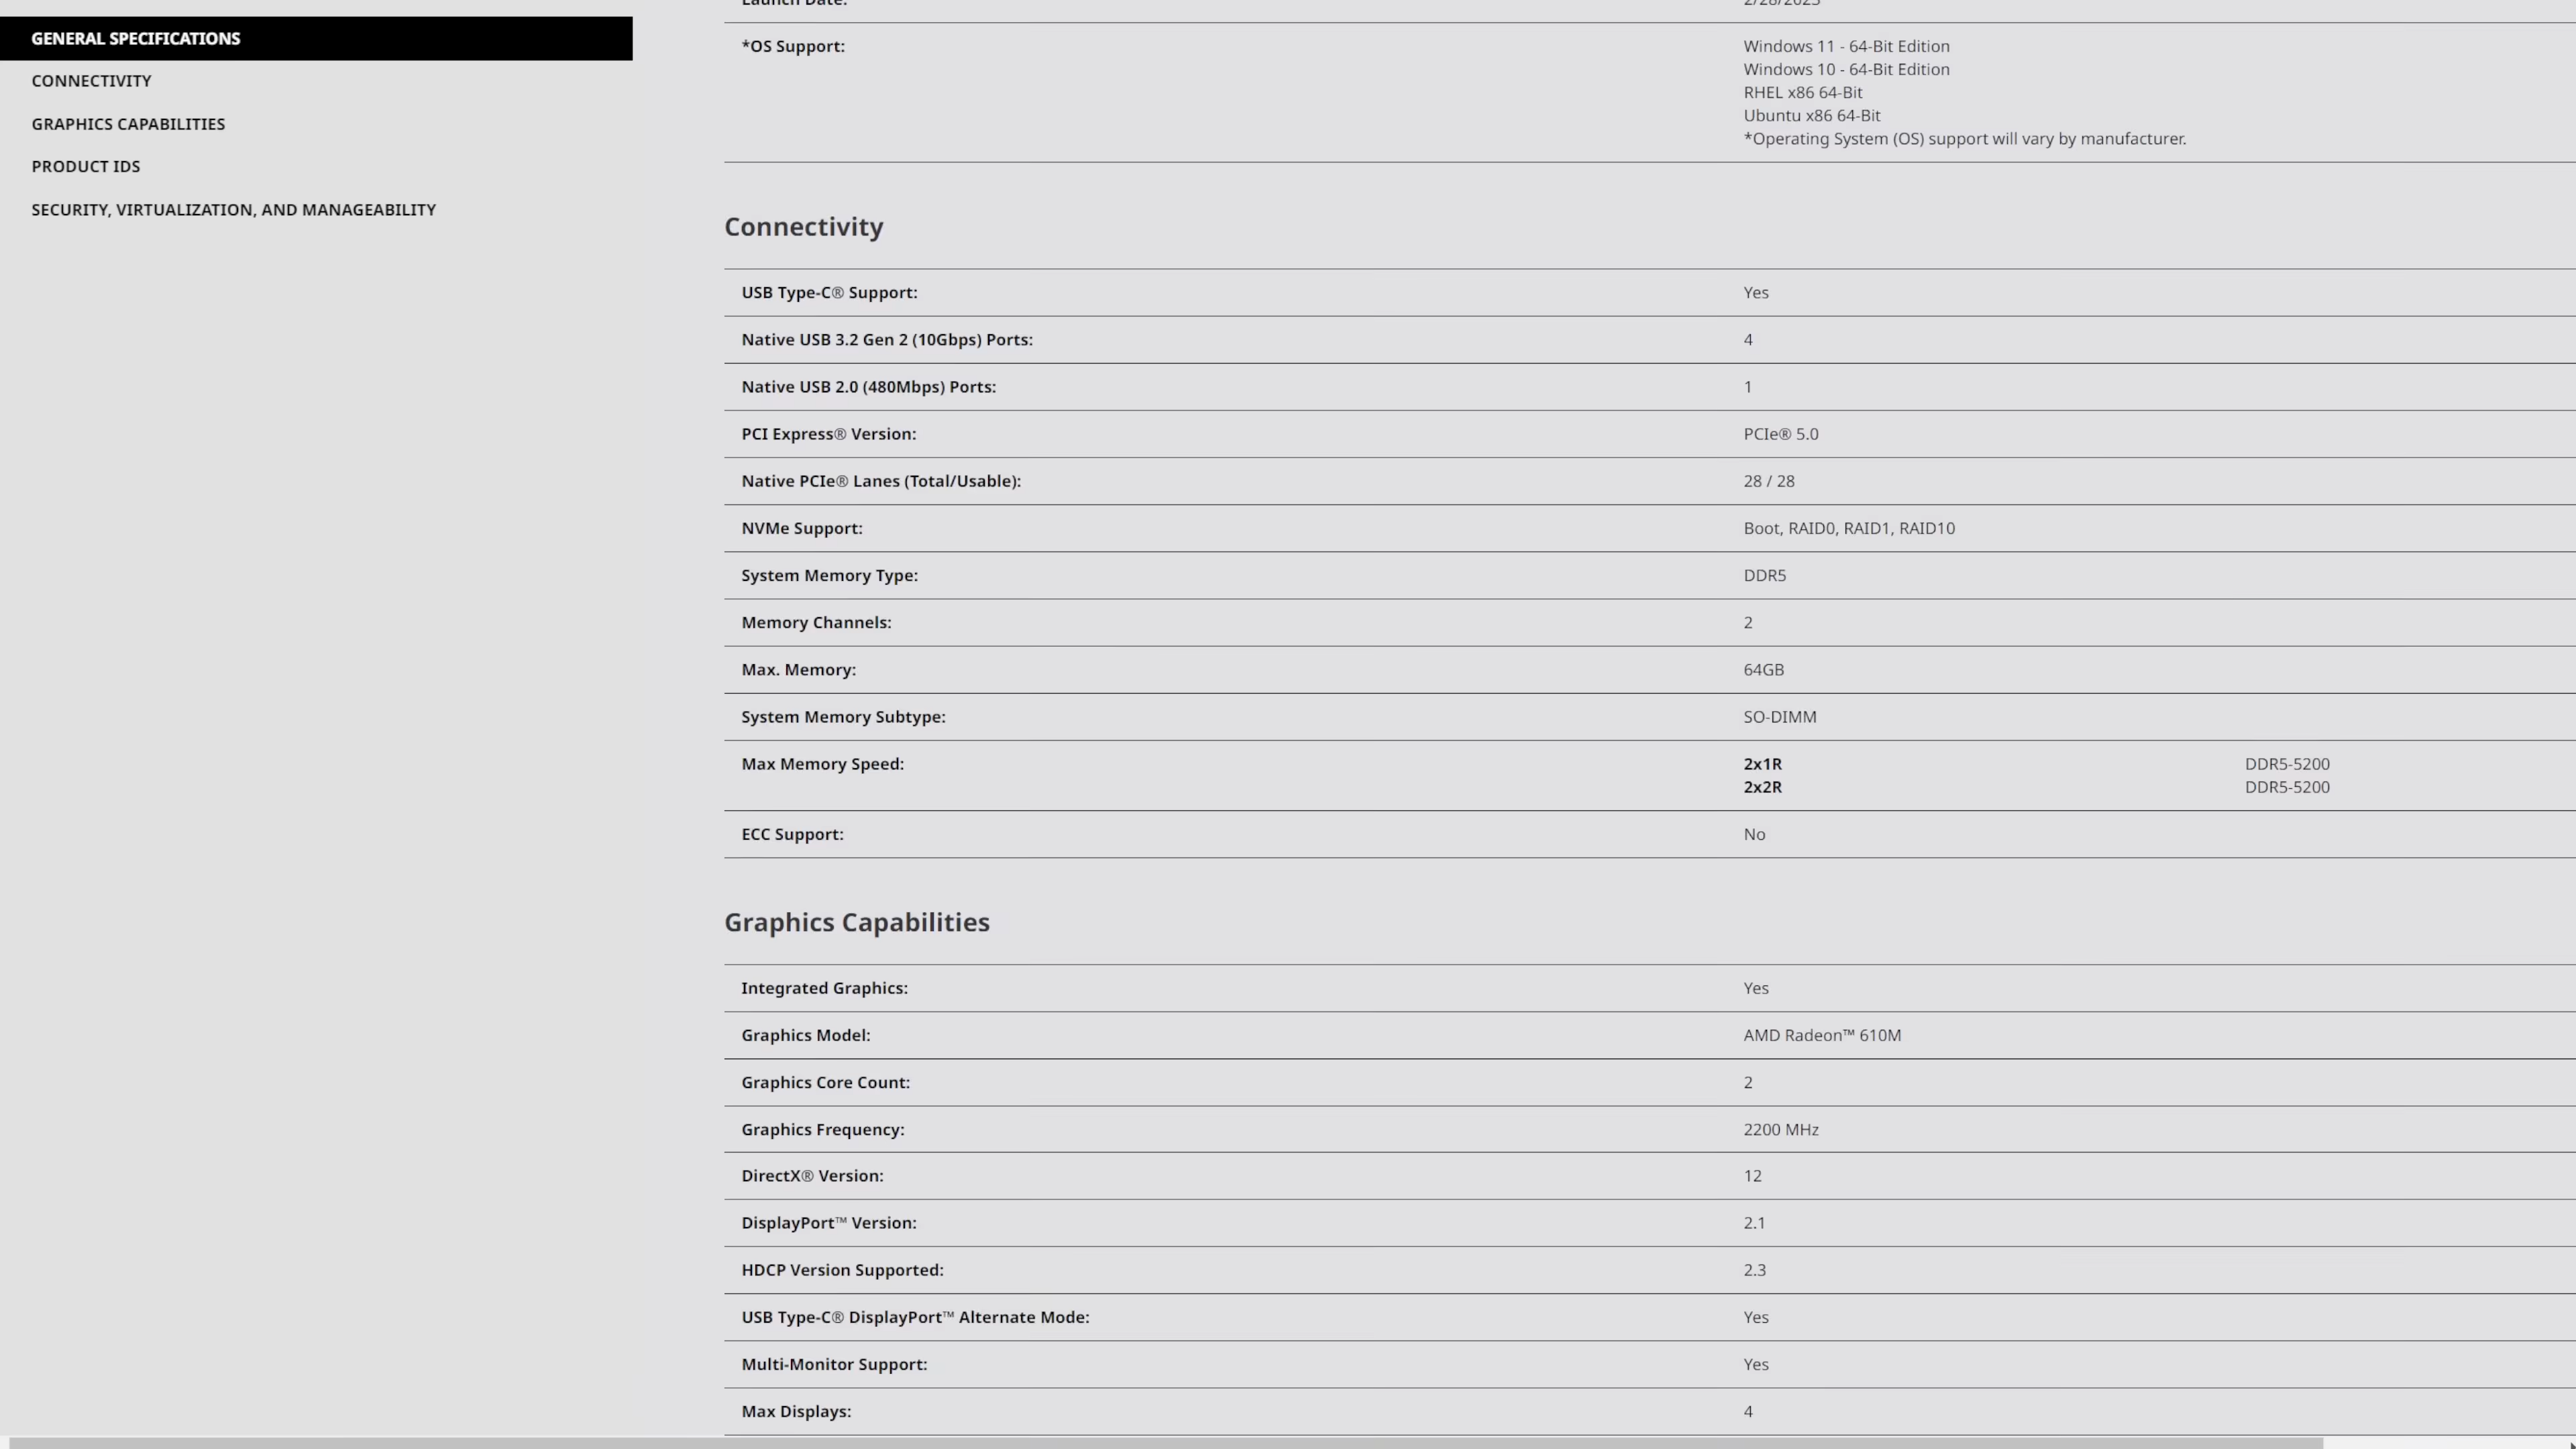 GENERAL SPECIFICATIONS
CONNECTIVITY
GRAPHICS CAPABILITIES
PRODUCT IDS
SECURITY, VIRTUALIZATION, AND MANAGEABILITY
Launch Date: 2/28/2023
*OS Support: Windows 11 - 64-Bit Edition
Windows 10 - 64-Bit Edition
RHEL x86 64-Bit
Ubuntu x86 64-Bit
*Operating System (OS) support will vary by manufacturer.
Connectivity
USB Type-C® Support: Yes
Native USB 3.2 Gen 2 (10Gbps) Ports: 4
Native USB 2.0 (480Mbps) Ports: 1
PCI Express® Version: PCIe® 5.0
Native PCIe® Lanes (Total/Usable): 28 / 28
NVMe Support: Boot, RAID0, RAID1, RAID10
System Memory Type: DDR5
Memory Channels: 2
Max. Memory: 64GB
System Memory Subtype: SO-DIMM
Max Memory Speed: 2x1R DDR5-5200
2x2R DDR5-5200
ECC Support: No
Graphics Capabilities
Integrated Graphics: Yes
Graphics Model: AMD Radeon™ 610M
Graphics Core Count: 2
Graphics Frequency: 2200 MHz
DirectX® Version: 12
DisplayPort™ Version: 2.1
HDCP Version Supported: 2.3
USB Type-C® DisplayPort™ Alternate Mode: Yes
Multi-Monitor Support: Yes
Max Displays: 4